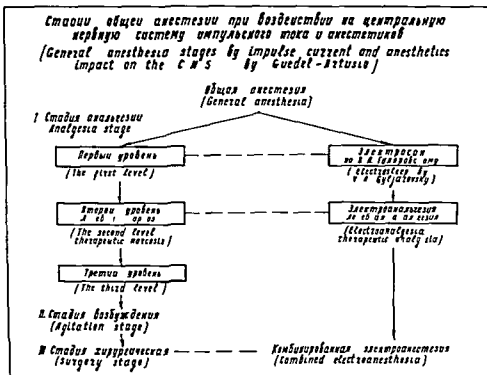 Стадии общей анестезии при воздействии на центральную
нервную систему импульсного тока и анестетиков
(General anesthesia stages by impulse current and anesthetics
impact on the C N S by Guedel-Artusio)
Общая анестезия
(General anesthesia)
I Стадия анальгезии
Analgesia stage
Первый уровень
(The first level)
Электросон
(electrosleep by
Второй уровень
(The second level
therapeutic narcosis)
Электроанальгезия
(Electroanalgesia
therapeutic
Третий уровень
(The third level)
II Стадия возбуждения
(Agitation stage)
III Стадия хирургическая
(Surgery stage)
Комбинированная электроанестезия
(Combined electroanesthesia)